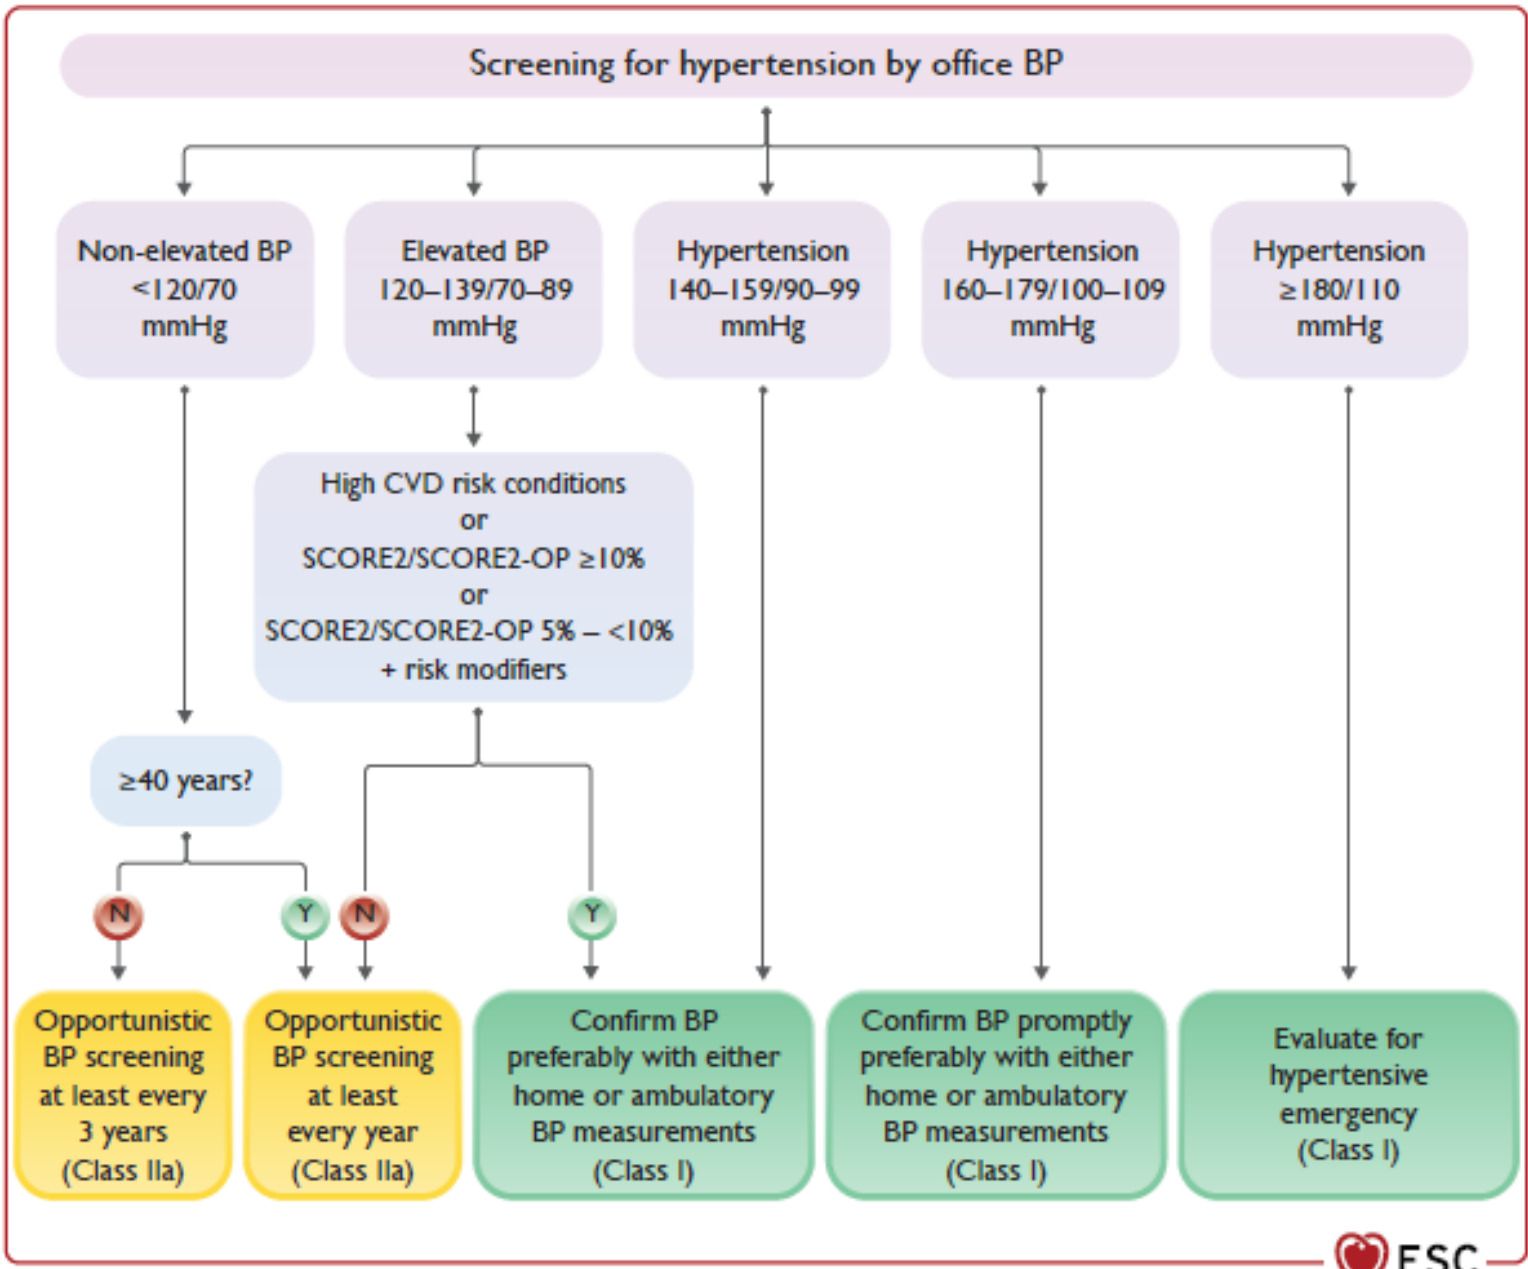 Screening for hypertension by office BP
Non-elevated BP
<120/70
mmHg
Elevated BP
120–139/70–89
mmHg
Hypertension
140–159/90–99
mmHg
Hypertension
160–179/100–109
mmHg
Hypertension
≥180/110
mmHg
High CVD risk conditions
or
SCORE2/SCORE2-OP ≥10%
or
SCORE2/SCORE2-OP 5% – <10%
+ risk modifiers
≥40 years?
N
Y
N
Y
Opportunistic
BP screening
at least every
3 years
(Class IIa)
Opportunistic
BP screening
at least
every year
(Class IIa)
Confirm BP
preferably with either
home or ambulatory
BP measurements
(Class I)
Confirm BP promptly
preferably with either
home or ambulatory
BP measurements
(Class I)
Evaluate for
hypertensive
emergency
(Class I)
ESC